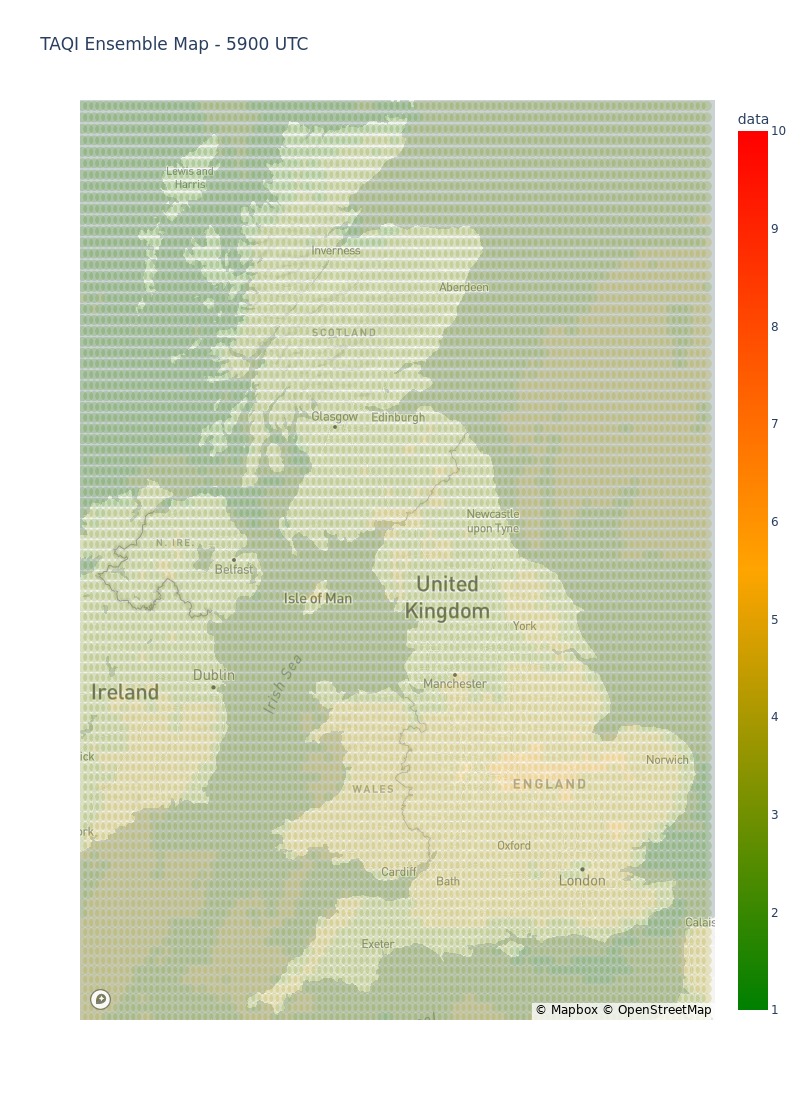 TAQI Ensemble Map - 5900 UTC
data
10
9
8
7
6
5
4
3
2
1
Lewis and
Harris
Inverness
Aberdeen
SCOTLAND
Glasgow
Edinburgh
Newcastle
upon Tyne
N. IRE.
Belfast
United
Kingdom
Isle of Man
York
Irish Sea
Dublin
Manchester
Ireland
ick
Norwich
WALES
ENGLAND
ork
Oxford
Cardiff
Bath
London
Calais
Exeter
© Mapbox © OpenStreetMap